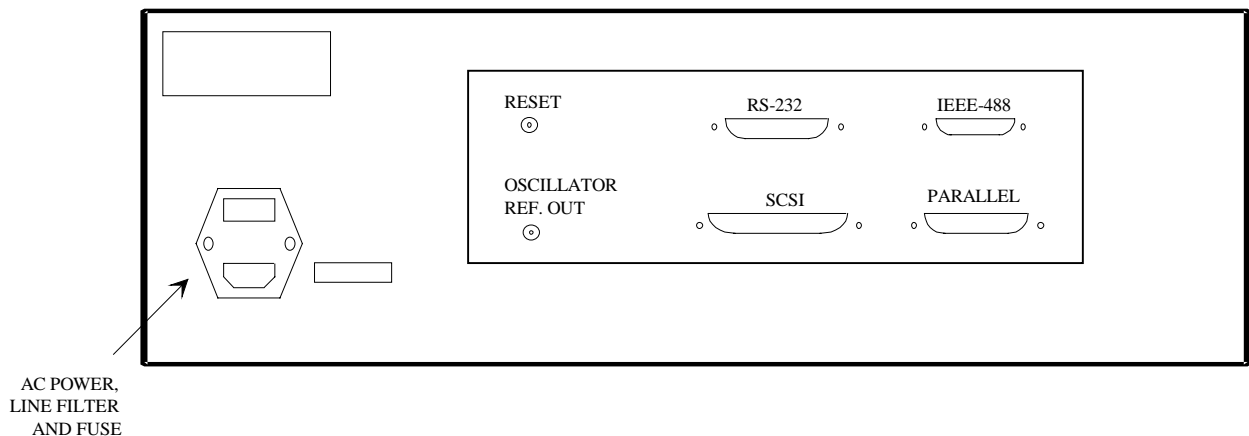 RESET
RS-232
IEEE-488
OSCILLATOR
REF. OUT
SCSI
PARALLEL
AC POWER,
LINE FILTER
AND FUSE